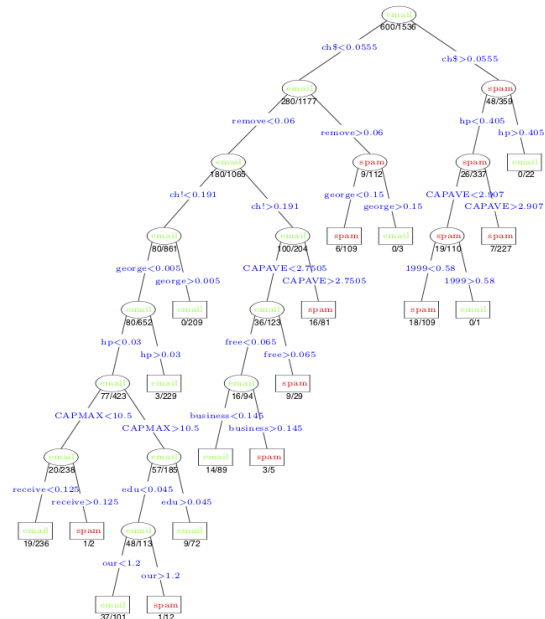 email
600/1536
ch$<0.0555
ch$>0.0555
email
280/1177
spam
48/359
remove<0.06
remove>0.06
hp<0.405
hp>0.405
email
180/1065
spam
9/112
spam
26/337
email
0/22
ch!<0.191
ch!>0.191
george<0.15
george>0.15
CAPAVE<2.907
CAPAVE>2.907
email
80/861
email
100/204
spam
6/109
email
0/3
spam
19/110
spam
7/227
george<0.005
george>0.005
CAPAVE<2.7505
CAPAVE>2.7505
1999<0.58
1999>0.58
email
80/652
email
0/209
email
36/123
spam
16/81
spam
18/109
email
0/1
hp<0.03
hp>0.03
free<0.065
free>0.065
email
77/423
email
3/229
email
16/94
spam
9/29
CAPMAX<10.5
CAPMAX>10.5
business<0.145
business>0.145
email
20/238
email
57/185
email
14/89
spam
3/5
receive<0.125
receive>0.125
edu<0.045
edu>0.045
email
19/236
spam
1/2
email
48/113
email
9/72
our<1.2
our>1.2
email
37/101
spam
1/12